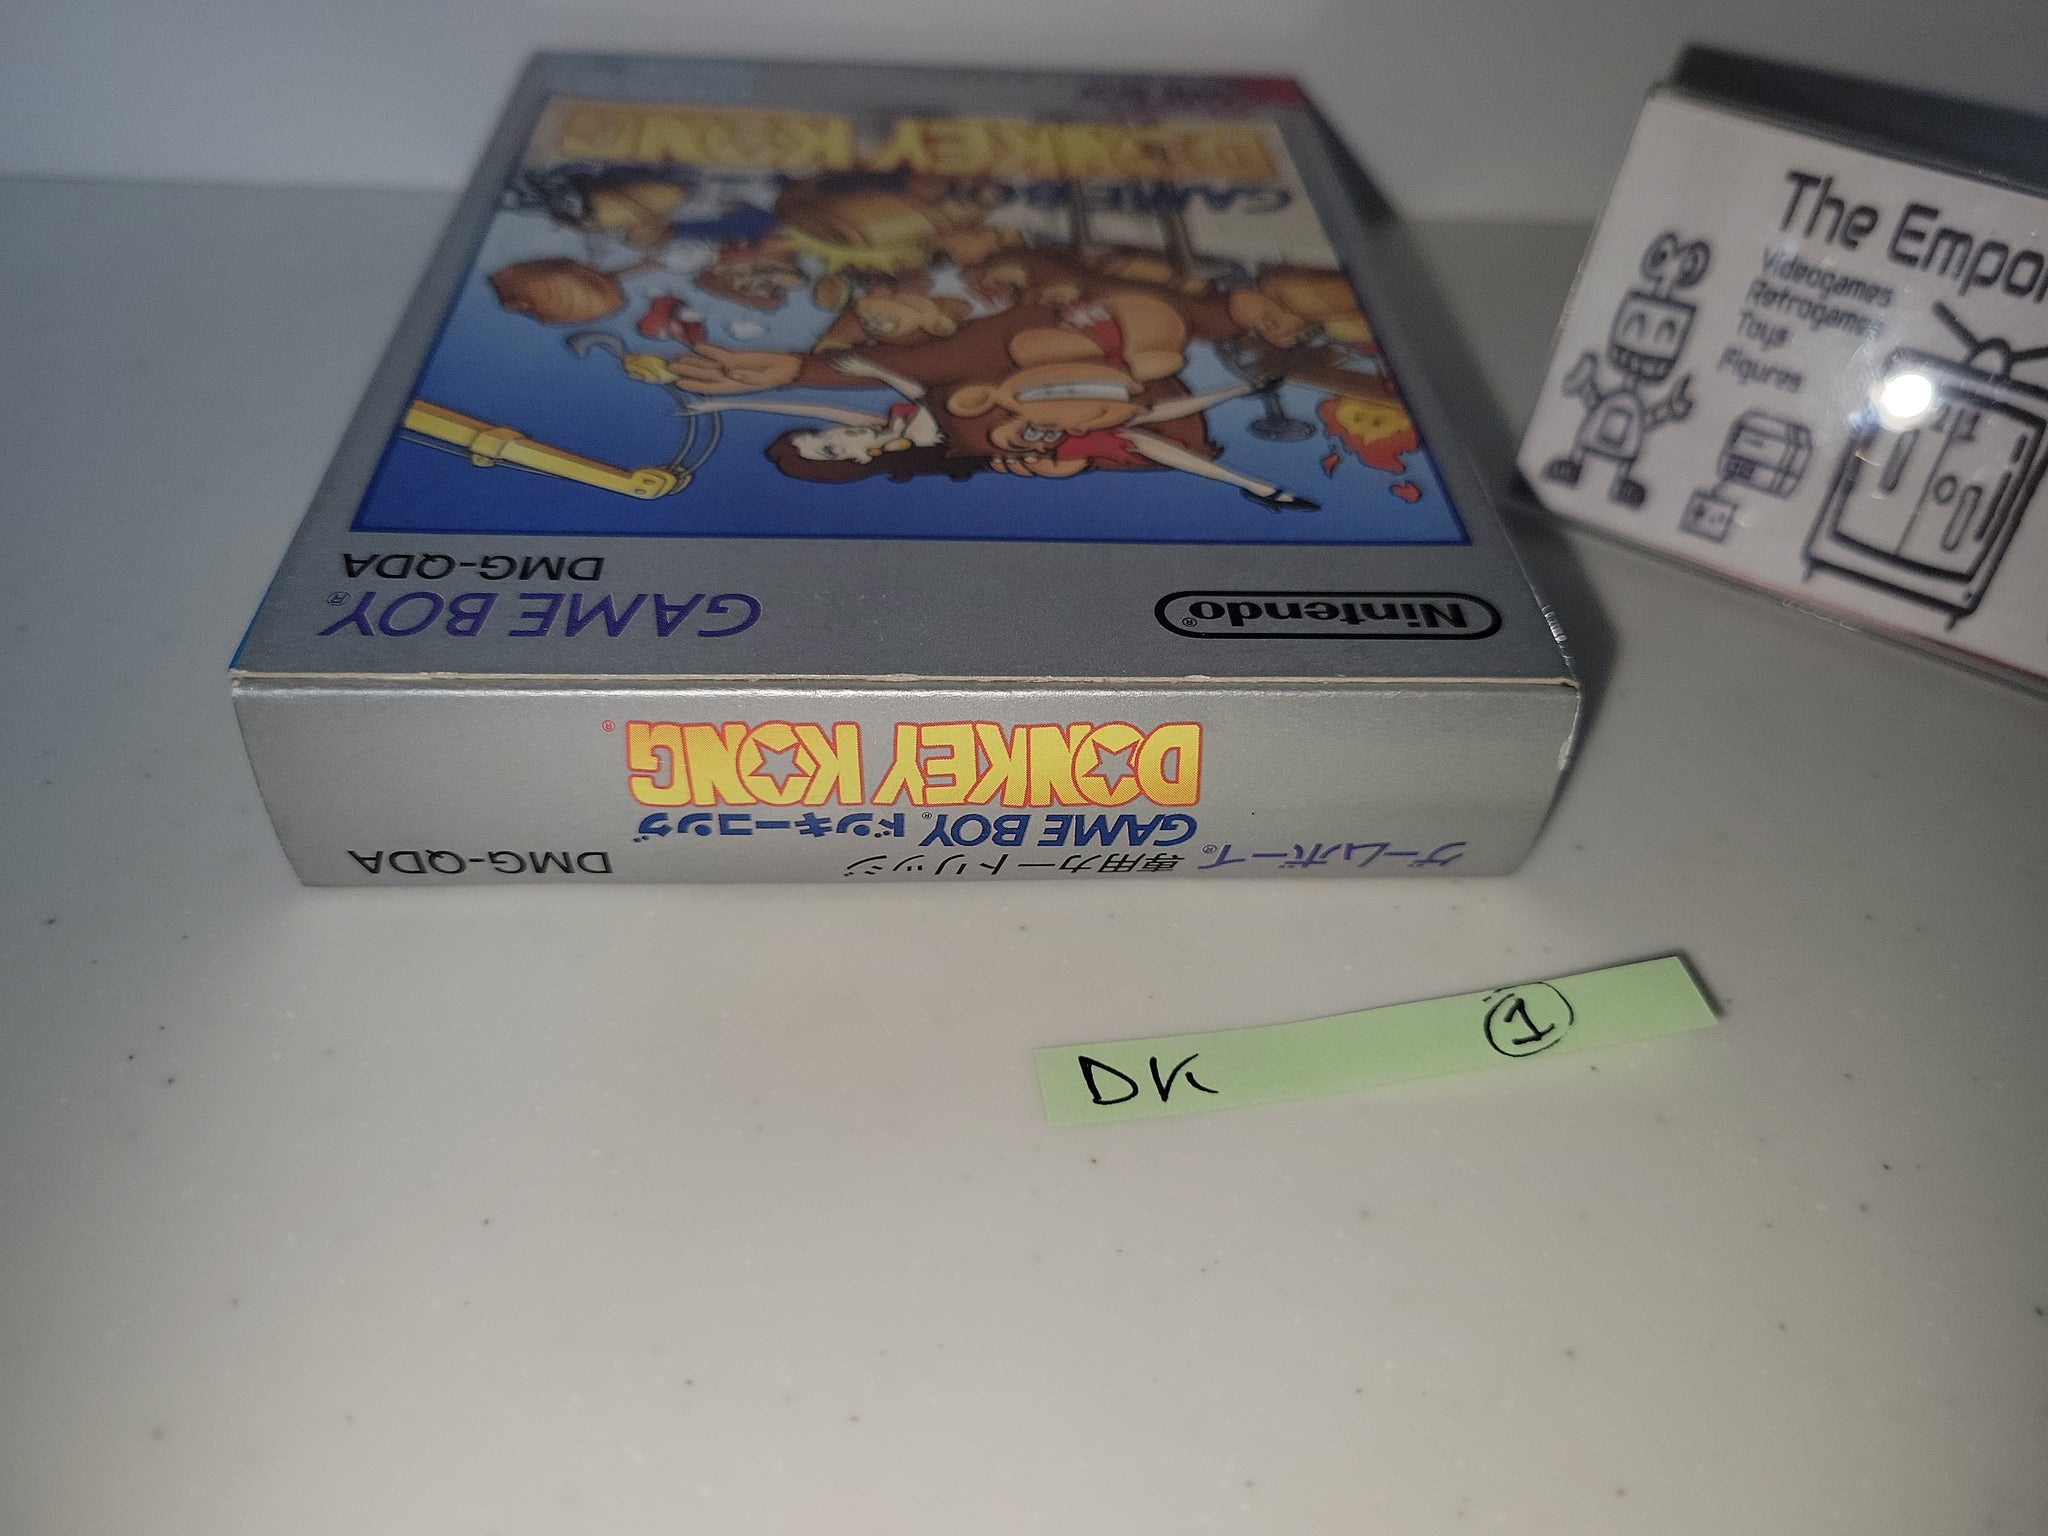 DONKEY KONG
GAME BOY
Nintendo®
GAME BOY®
DMG-QDA
ゲームボーイ® 専用カートリッジ
DMG-QDA
GAME BOY® ドンキーコング
DONKEY KONG®
The Empor
Videogames
Retrogames
Toys
Figures
DK ①